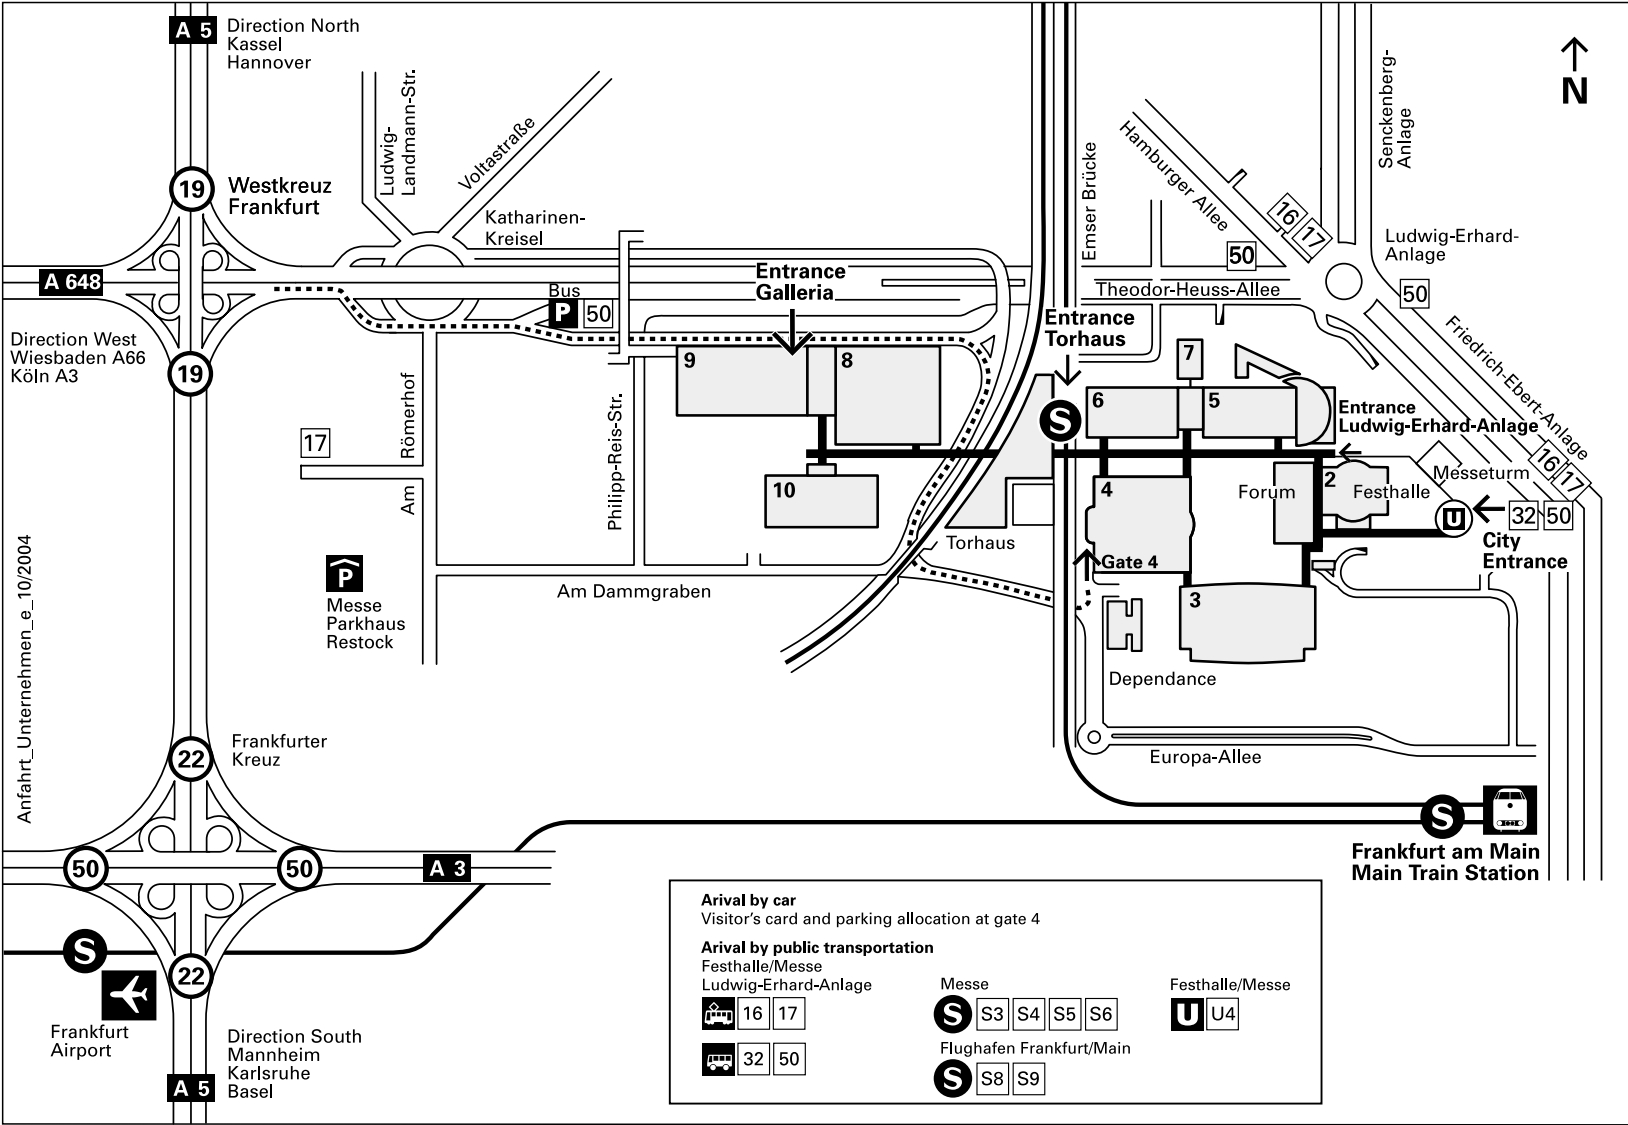 A 5
Direction North
Kassel
Hannover
N
Ludwig-
Landmann-Str.
Voltastraße
Emser Brücke
Hamburger Allee
Senckenberg-
Anlage
19
Westkreuz
Frankfurt
Katharinen-
Kreisel
16
17
50
Ludwig-Erhard-
Anlage
50
A 648
Entrance
Galleria
Bus
P
50
Theodor-Heuss-Allee
Entrance
Torhaus
Friedrich-Ebert-Anlage
Direction West
Wiesbaden A66
Köln A3
19
9
8
7
6
5
S
Entrance
Ludwig-Erhard-Anlage
Am Römerhof
Philipp-Reis-Str.
17
10
4
Forum
2
Festhalle
Messeturm
16
17
U
32
50
City
Entrance
Torhaus
Gate 4
P
Messe
Parkhaus
Restock
Am Dammgraben
3
Dependance
Anfahrt_Unternehmen_e_10/2004
22
Frankfurter
Kreuz
Europa-Allee
S
Frankfurt am Main
Main Train Station
50
50
A 3
S
22
Frankfurt
Airport
Direction South
Mannheim
Karlsruhe
Basel
A 5
Arival by car
Visitor's card and parking allocation at gate 4
Arival by public transportation
Festhalle/Messe
Ludwig-Erhard-Anlage
16 17
32 50
Messe
S S3 S4 S5 S6
Flughafen Frankfurt/Main
S S8 S9
Festhalle/Messe
U U4